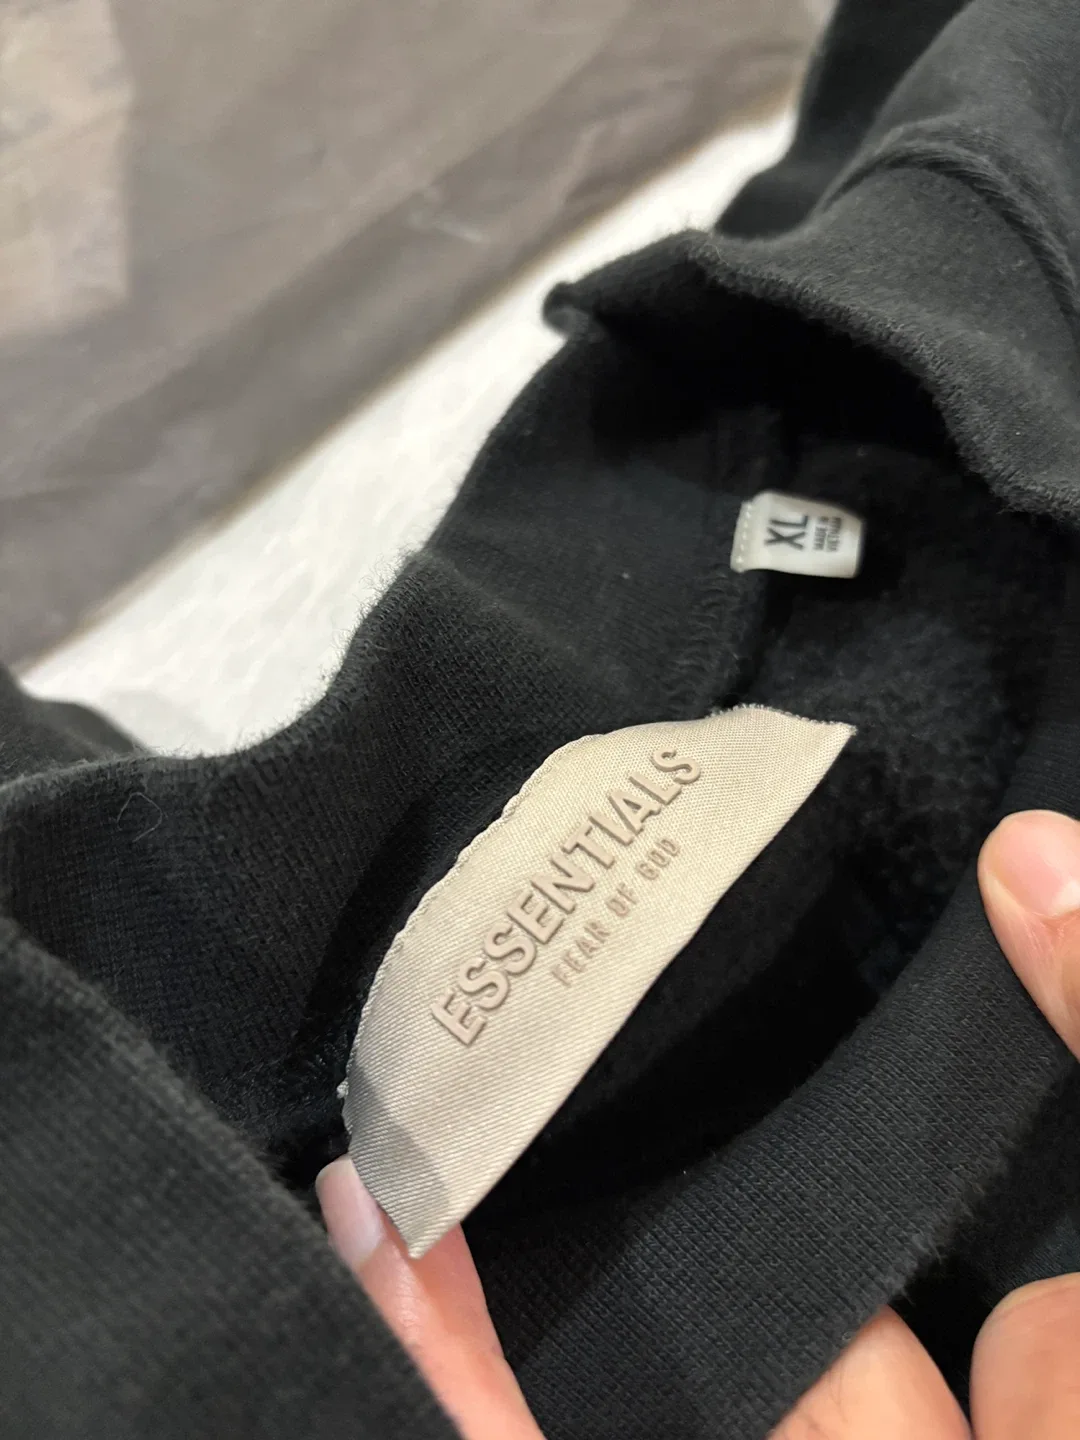 XL
MADE IN
VIETNAM
ESSENTIALS
FEAR OF GOD